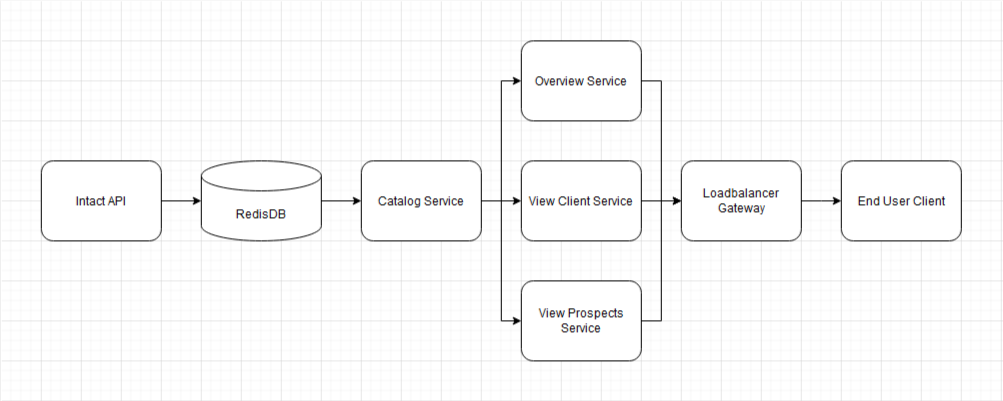 Intact API
RedisDB
Catalog Service
Overview Service
View Client Service
View Prospects
Service
Loadbalancer
Gateway
End User Client